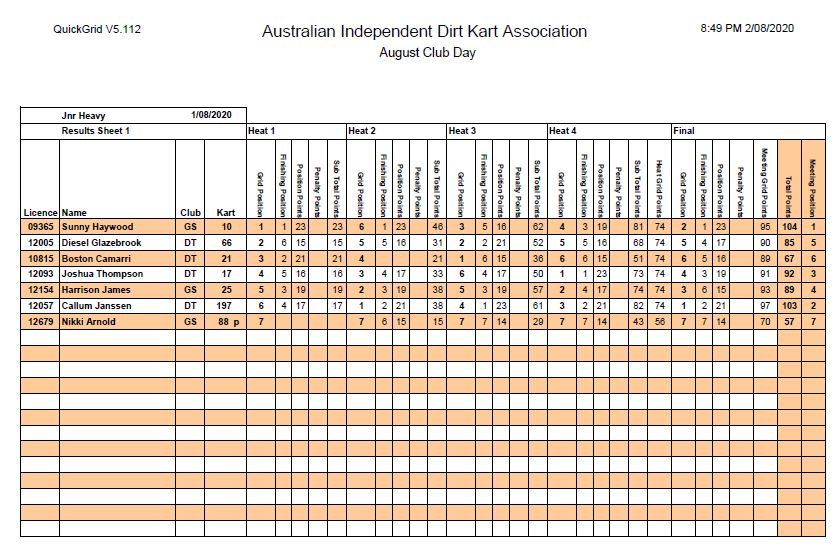 QuickGrid V5.112
Australian Independent Dirt Kart Association
8:49 PM 2/08/2020
August Club Day
Jnr Heavy 1/08/2020
Results Sheet 1 Heat 1 Heat 2 Heat 3 Heat 4 Final
Licence Name Club Kart Grid Position Finishing Position Position Points Penalty Points Sub Total Points Grid Position Finishing Position Position Points Penalty Points Sub Total Points Grid Position Finishing Position Position Points Penalty Points Sub Total Points Grid Position Finishing Position Position Points Penalty Points Sub Total Points Heat Grid Points Grid Position Finishing Position Position Points Penalty Points Meeting Grid Points Total Points Meeting Position
09365 Sunny Haywood GS 10 1 1 23 23 6 1 23 46 3 5 16 62 4 3 19 81 74 2 1 23 95 104 1
12005 Diesel Glazebrook DT 66 2 6 15 15 5 5 16 31 2 2 21 52 5 5 16 68 74 5 4 17 90 85 5
10815 Boston Camarri DT 21 3 2 21 21 4 21 1 6 15 36 6 6 15 51 74 6 5 16 89 67 6
12093 Joshua Thompson DT 17 4 5 16 16 3 4 17 33 6 4 17 50 1 1 23 73 74 4 3 19 91 92 3
12154 Harrison James GS 25 5 3 19 19 2 3 19 38 5 3 19 57 2 4 17 74 74 3 6 15 93 89 4
12057 Callum Janssen DT 197 6 4 17 17 1 2 21 38 4 1 23 61 3 2 21 82 74 1 2 21 97 103 2
12679 Nikki Arnold GS 88 p 7 7 6 15 15 7 7 14 29 7 7 14 43 56 7 7 14 70 57 7